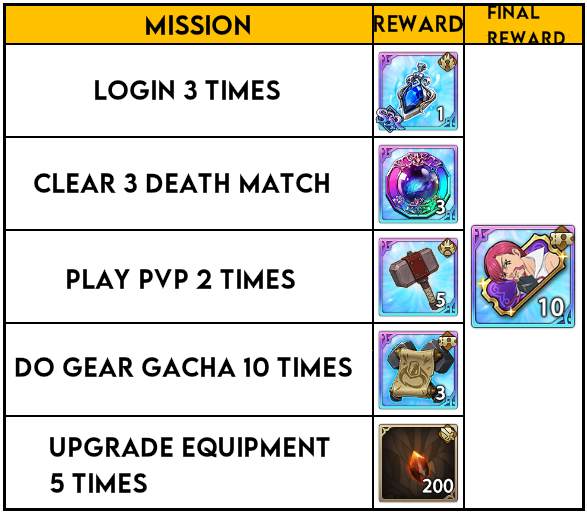 MISSION REWARD FINAL
REWARD
LOGIN 3 TIMES 1
CLEAR 3 DEATH MATCH 3
PLAY PVP 2 TIMES 5
10
DO GEAR GACHA 10 TIMES 3
UPGRADE EQUIPMENT
5 TIMES 200